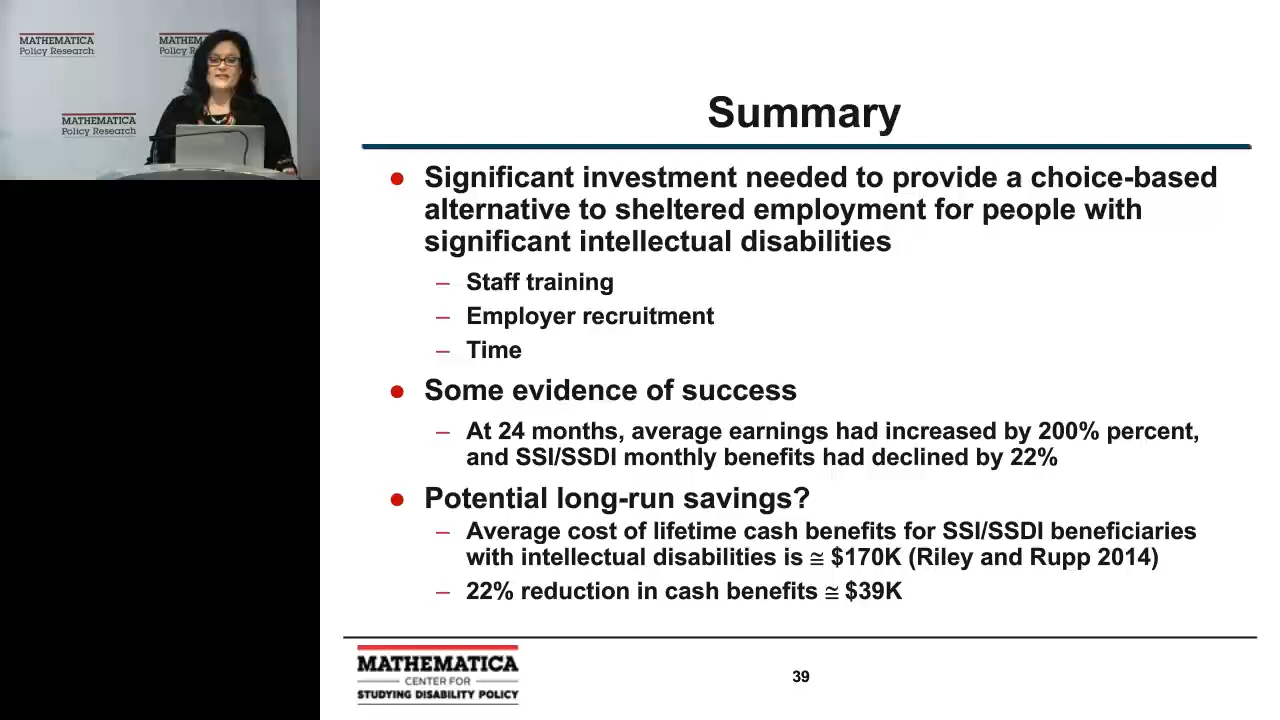 MATHEMATICA
Policy Research
MATHEM
Policy R
MATHEMATICA
Policy Research
Summary
● Significant investment needed to provide a choice-based
alternative to sheltered employment for people with
significant intellectual disabilities
– Staff training
– Employer recruitment
– Time
● Some evidence of success
– At 24 months, average earnings had increased by 200% percent,
and SSI/SSDI monthly benefits had declined by 22%
● Potential long-run savings?
– Average cost of lifetime cash benefits for SSI/SSDI beneficiaries
with intellectual disabilities is ≅ $170K (Riley and Rupp 2014)
– 22% reduction in cash benefits ≅ $39K
MATHEMATICA
CENTER FOR
STUDYING DISABILITY POLICY
39